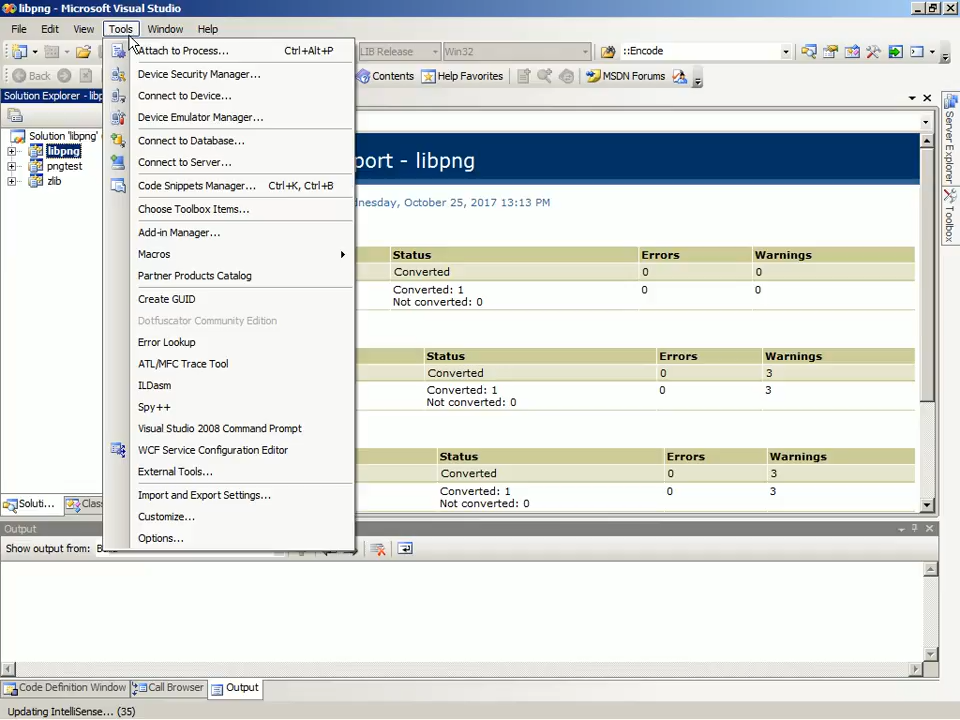 libpng - Microsoft Visual Studio
File Edit View Tools Window Help
LIB Release Win32 ::Encode
Back Contents Help Favorites MSDN Forums
Solution Explorer - libp
Solution 'libpng'
libpng
pngtest
zlib
Soluti... Clas
Attach to Process... Ctrl+Alt+P
Device Security Manager...
Connect to Device...
Device Emulator Manager...
Connect to Database...
Connect to Server...
Code Snippets Manager... Ctrl+K, Ctrl+B
Choose Toolbox Items...
Add-in Manager...
Macros
Partner Products Catalog
Create GUID
Dotfuscator Community Edition
Error Lookup
ATL/MFC Trace Tool
ILDasm
Spy++
Visual Studio 2008 Command Prompt
WCF Service Configuration Editor
External Tools...
Import and Export Settings...
Customize...
Options...
port - libpng
dnesday, October 25, 2017 13:13 PM
Status Errors Warnings
Converted 0 0
Converted: 1 0 0
Not converted: 0
Status Errors Warnings
Converted 0 3
Converted: 1 0 3
Not converted: 0
Status Errors Warnings
Converted 0 3
Converted: 1 0 3
Not converted: 0
Server Explorer
Toolbox
Output
Show output from: B
Code Definition Window Call Browser Output
Updating IntelliSense... (35)